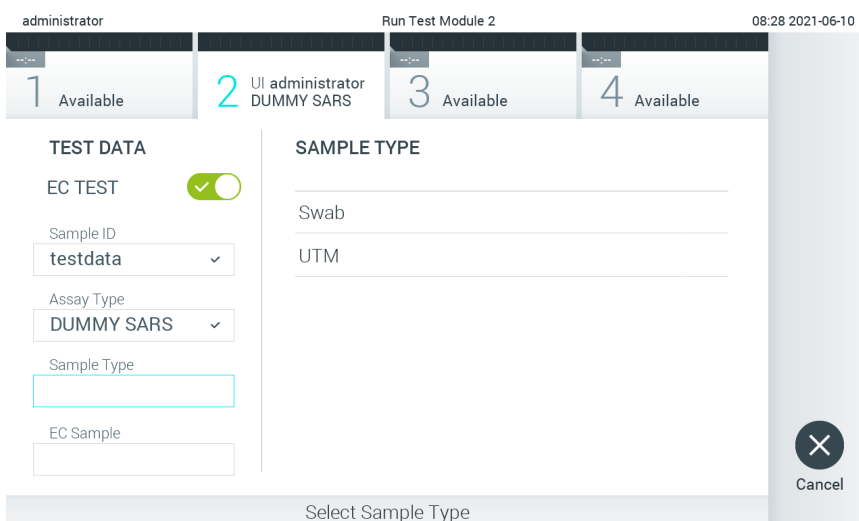 administrator
Run Test Module 2
08:28 2021-06-10
--:--
1 Available
2 UI administrator
DUMMY SARS
--:--
3 Available
--:--
4 Available
TEST DATA
EC TEST
Sample ID
testdata
Assay Type
DUMMY SARS
Sample Type
EC Sample
SAMPLE TYPE
Swab
UTM
Cancel
Select Sample Type